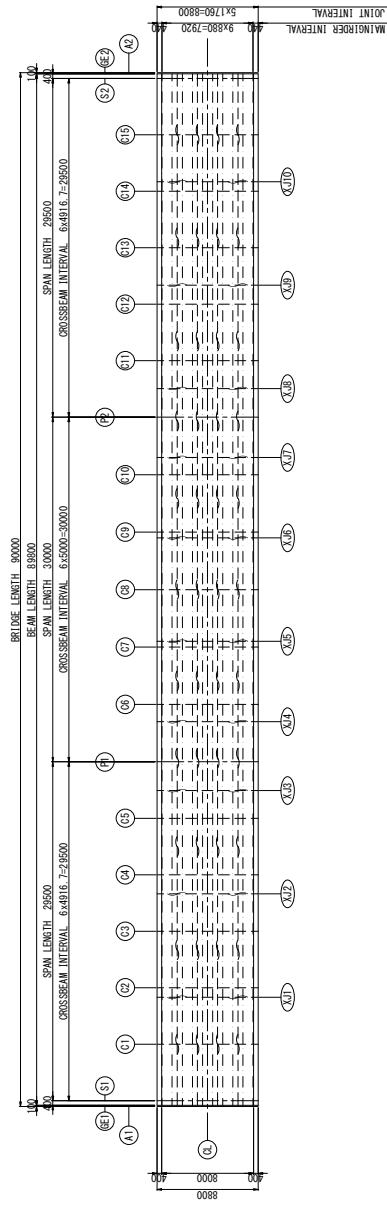 BRIDGE LENGTH 90000
100 BEAM LENGTH 89800 100
400 SPAN LENGTH 29500 SPAN LENGTH 30000 SPAN LENGTH 29500 400
CROSSBEAM INTERVAL 6x4916.7=29500 CROSSBEAM INTERVAL 6x5000=30000 CROSSBEAM INTERVAL 6x4916.7=29500
GE1 S1 P1 P2 S2 GE2
A1 C1 C2 C3 C4 C5 C6 C7 C8 C9 C10 C11 C12 C13 C14 C15 A2
8800
400 8000 400
CL
440 9x880=7920 440
5x1760=8800
MAINGIRDER INTERVAL
JOINT INTERVAL
XJ1 XJ2 XJ3 XJ4 XJ5 XJ6 XJ7 XJ8 XJ9 XJ10